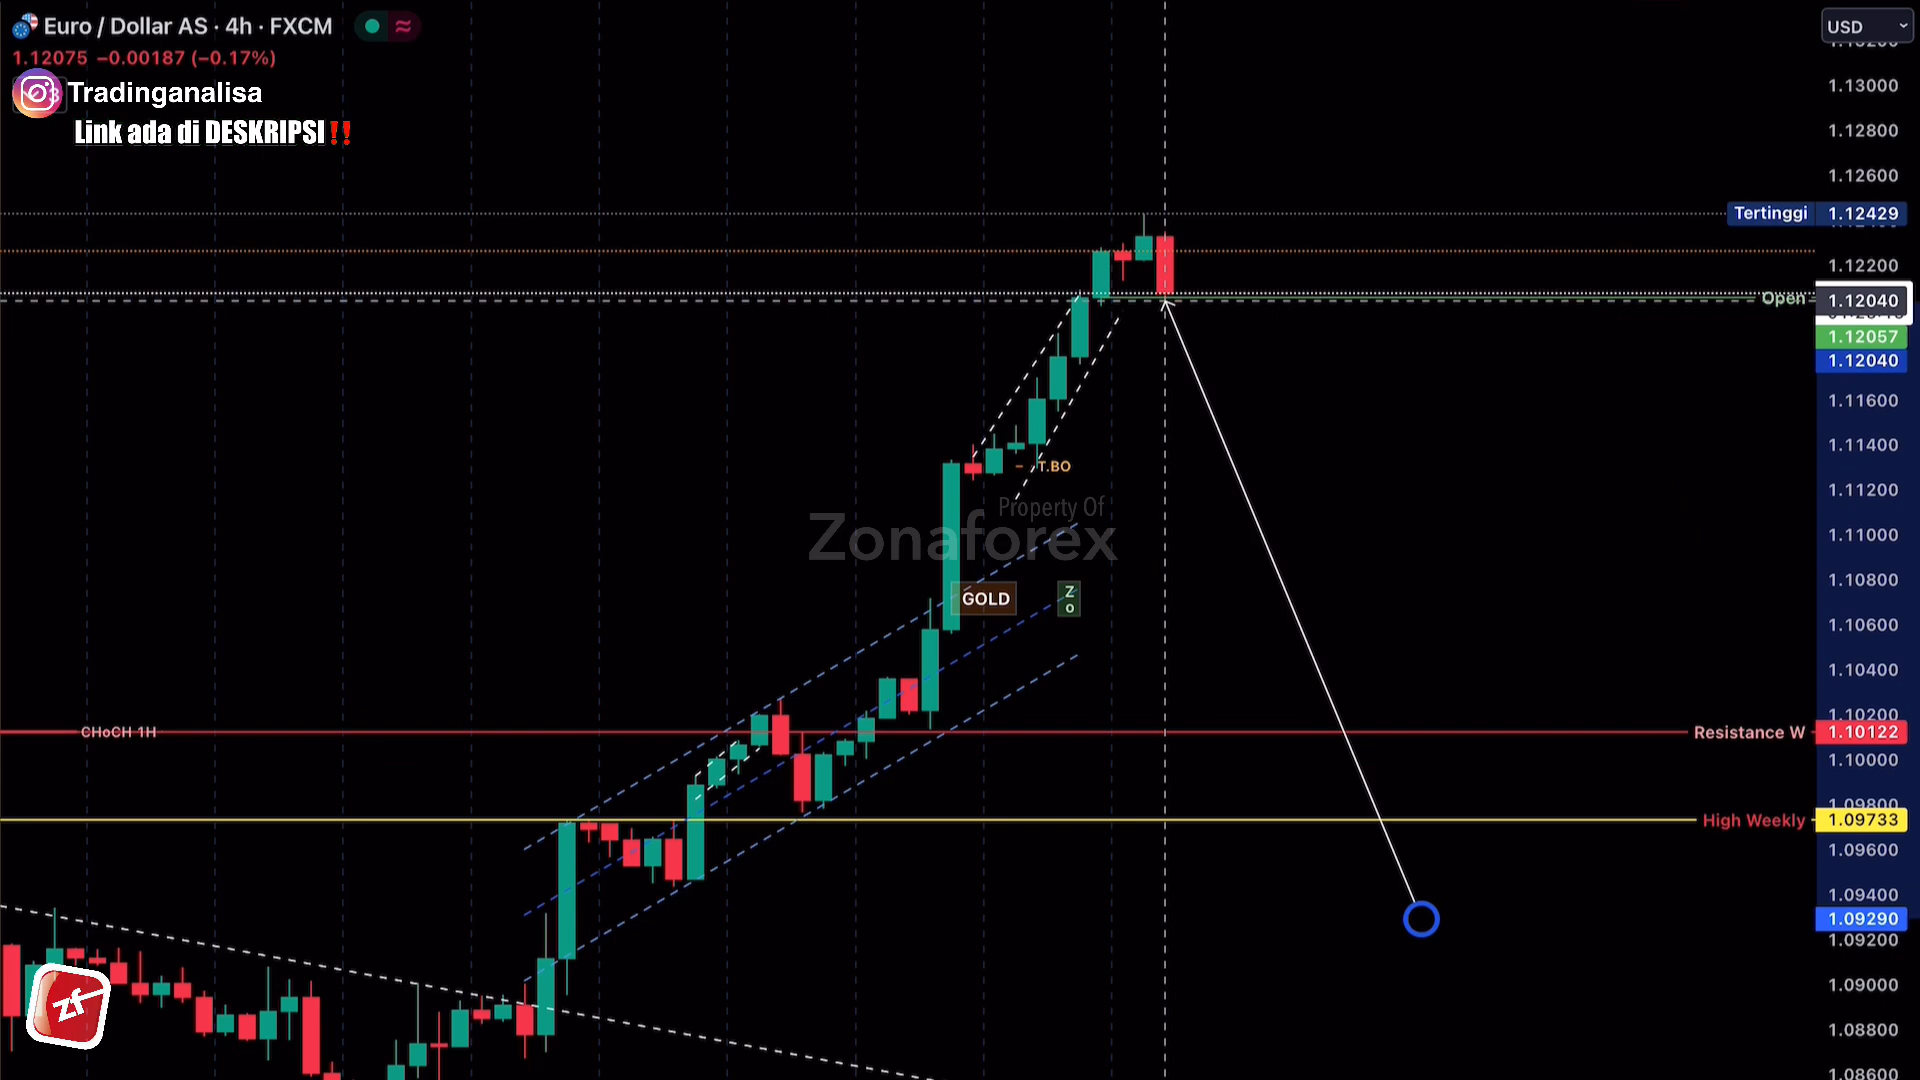 Euro / Dollar AS · 4h · FXCM
USD
1.12075 −0.00187 (−0.17%)
Tradinganalisa
Link ada di DESKRIPSI‼️
1.13000
1.12800
1.12600
Tertinggi 1.12429
1.12200
Open 1.12040
1.12057
1.12040
1.11600
1.11400
T.BO
1.11200
Property Of
Zonaforex
1.11000
1.10800
GOLD
Z
o
1.10600
1.10400
1.10200
CHoCH 1H
Resistance W 1.10122
1.10000
1.09800
High Weekly 1.09733
1.09600
1.09400
1.09290
1.09200
1.09000
zf
1.08800
1.08600